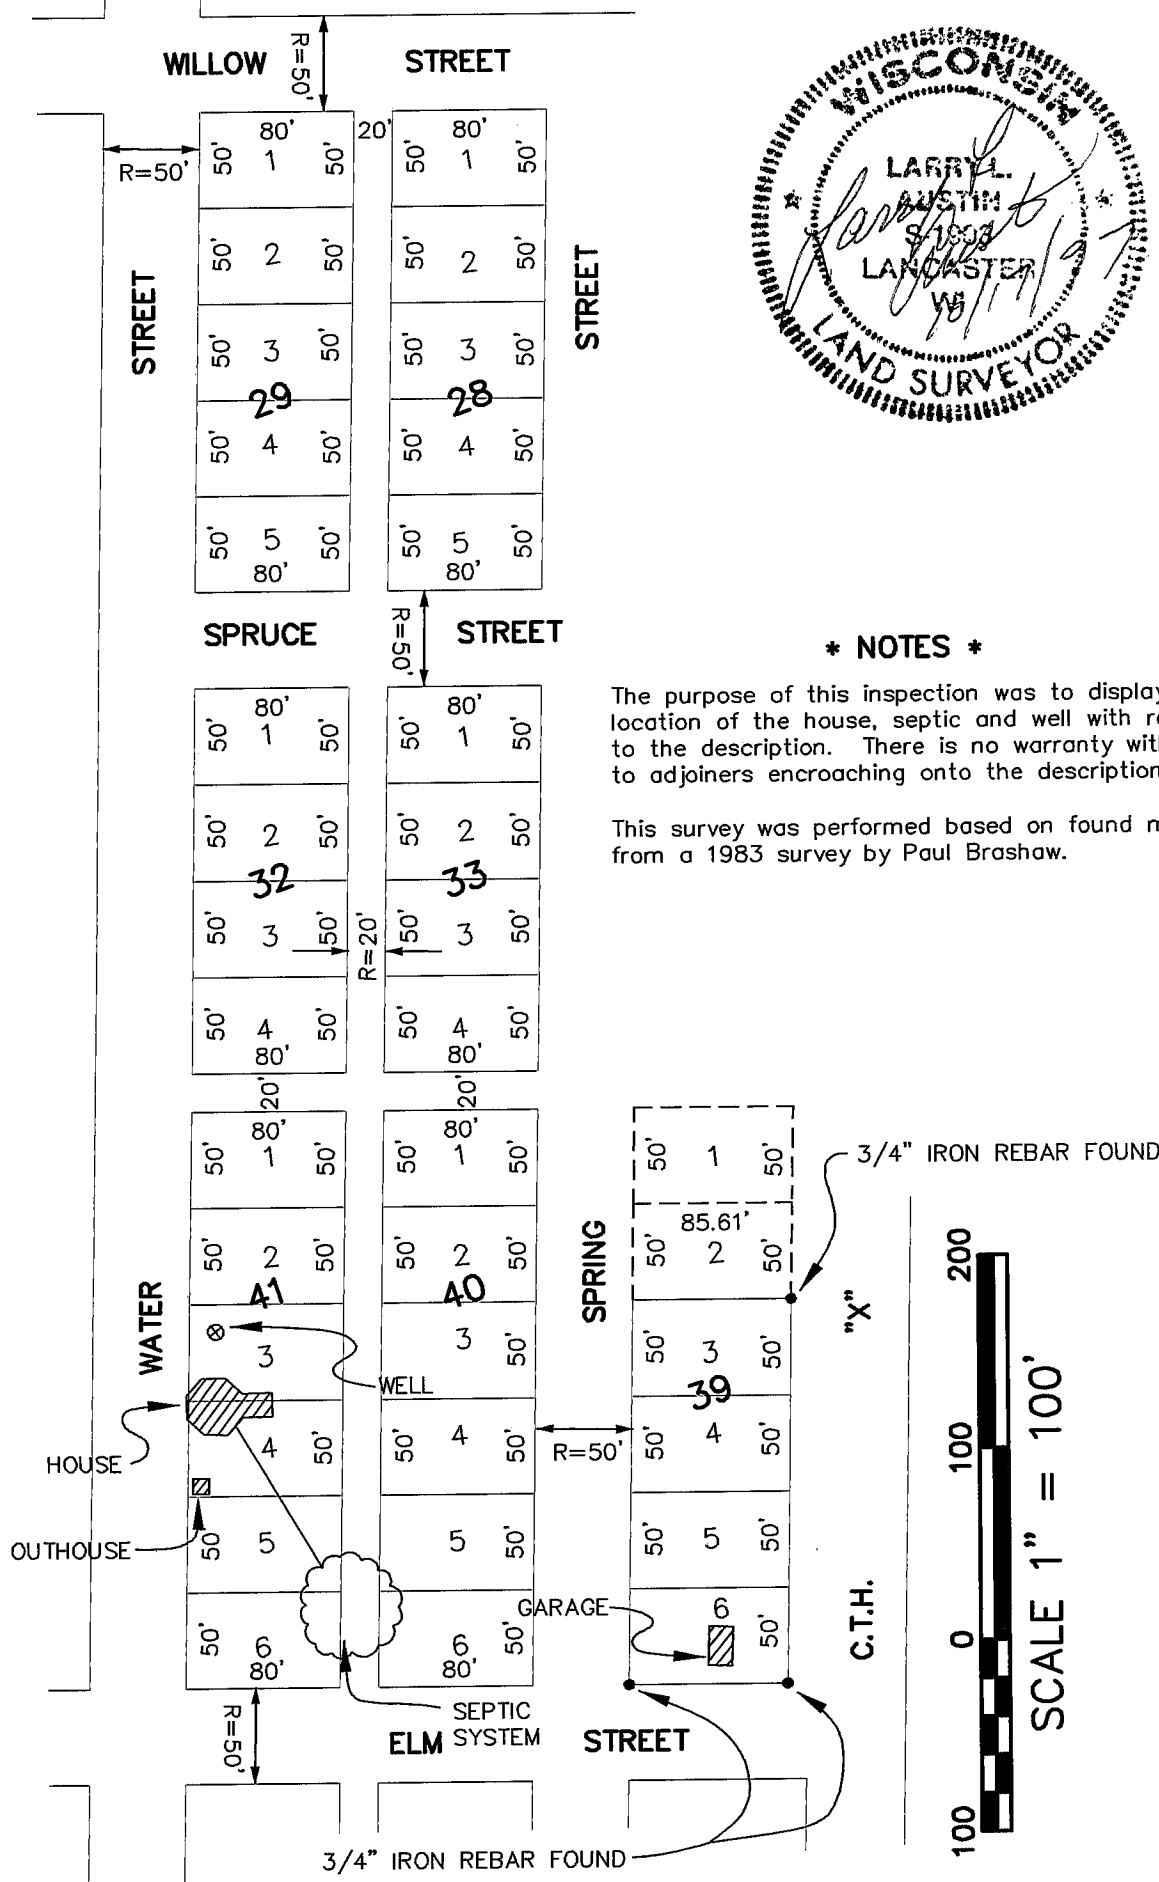 WILLOW STREET
R=50'
R=50'
80' 20' 80'
50' 1 50' 50' 1 50'
50' 2 50' 50' 2 50'
50' 3 50' 50' 3 50'
29 28
50' 4 50' 50' 4 50'
50' 5 50' 50' 5 50'
80' 80'
STREET
STREET
WISCONSIN
LARRY L.
AUSTIN
S-1993
LANCASTER
WI
LAND SURVEYOR
SPRUCE STREET
R=50'
* NOTES *
The purpose of this inspection was to display
location of the house, septic and well with r
to the description. There is no warranty wit
to adjoiners encroaching onto the description
This survey was performed based on found m
from a 1983 survey by Paul Brashaw.
80' 80'
50' 1 50' 50' 1 50'
50' 2 50' 50' 2 50'
32 33
50' 3 50' R=20' 50' 3 50'
50' 4 50' 50' 4 50'
80' 80'
20' 20'
80' 80'
50' 1 50' 50' 1 50' 50' 1 50'
3/4" IRON REBAR FOUND
85.61'
50' 2 50' 50' 2 50' 50' 2 50'
41 40
WATER
SPRING
"X"
3 3 50' 50' 3 50'
WELL
39
HOUSE
4 50' 50' 4 50' R=50' 50' 4 50'
OUTHOUSE
50 5 5 50' 50' 5 50'
GARAGE
50' 6 6 50' 6 50'
80' 80'
C.T.H.
SEPTIC
SYSTEM
R=50'
ELM STREET
3/4" IRON REBAR FOUND
200
100
0
100
SCALE 1" = 100'